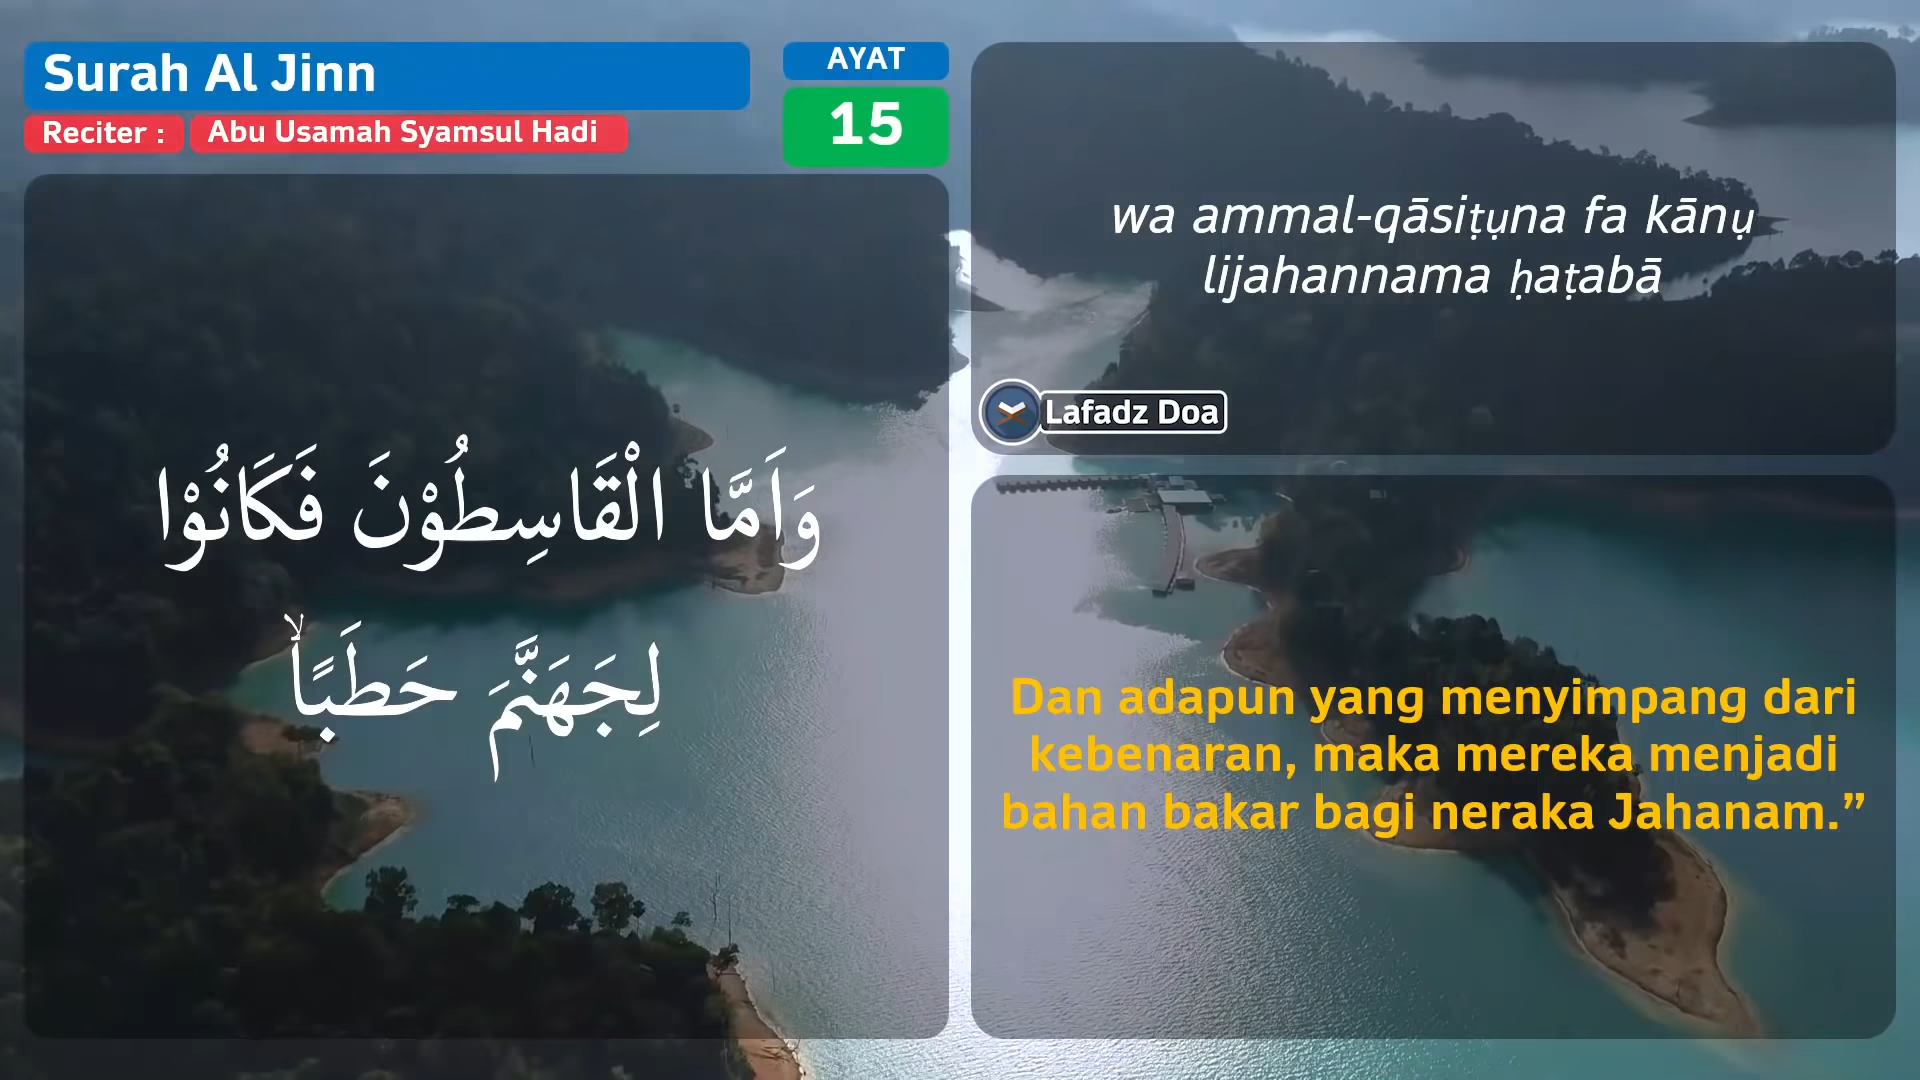 Surah Al Jinn
Reciter : Abu Usamah Syamsul Hadi
AYAT
15
وَاَمَّا الْقَاسِطُوْنَ فَكَانُوْا
لِجَهَنَّمَ حَطَبًاۙ
wa ammal-qāsiṭụna fa kānụ
lijahannama ḥaṭabā
Lafadz Doa
Dan adapun yang menyimpang dari
kebenaran, maka mereka menjadi
bahan bakar bagi neraka Jahanam.”